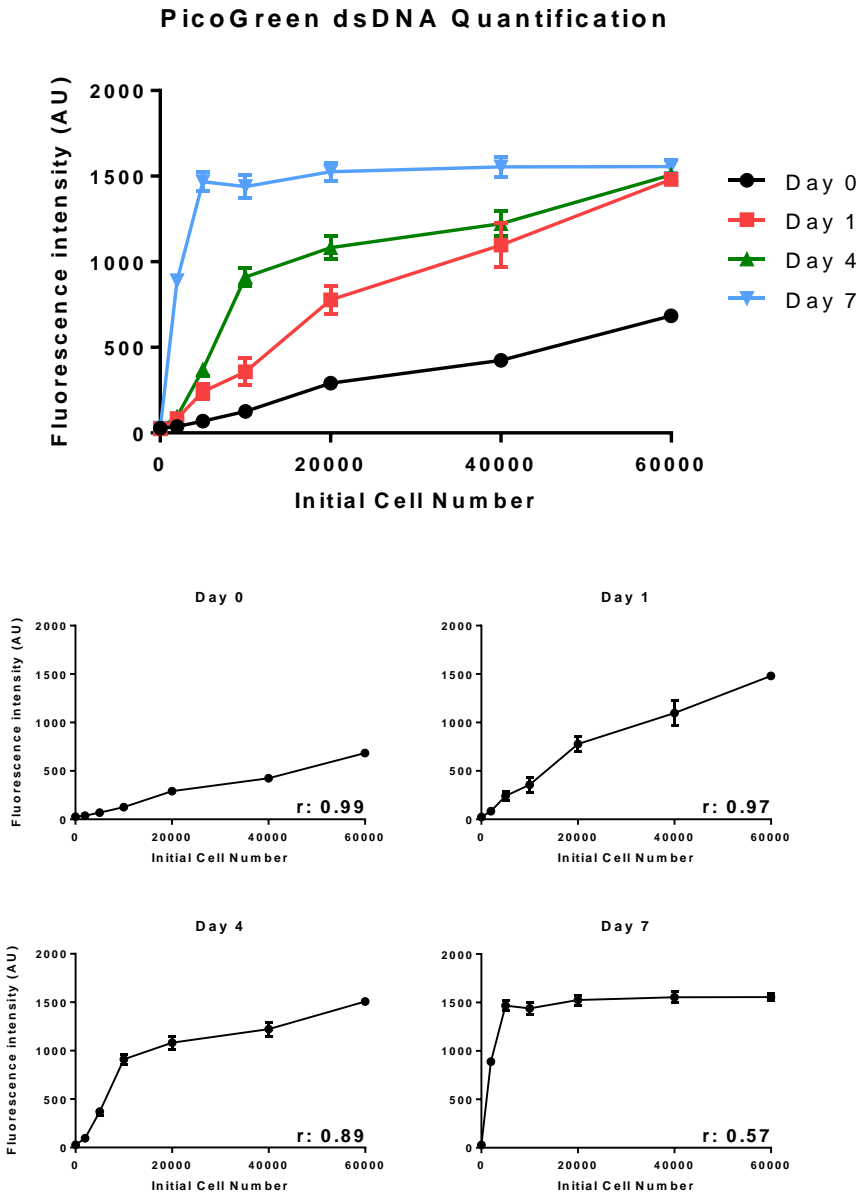 PicoGreen dsDNA Quantification
Fluorescence intensity (AU)
2000
1500
1000
500
0
0 20000 40000 60000
Initial Cell Number
Day 0
Day 1
Day 4
Day 7
Day 0
Fluorescence intensity (AU)
2000
1500
1000
500
0
r: 0.99
0 20000 40000 60000
Initial Cell Number
Day 1
2000
1500
1000
500
0
r: 0.97
0 20000 40000 60000
Initial Cell Number
Day 4
Fluorescence intensity (AU)
2000
1500
1000
500
0
r: 0.89
0 20000 40000 60000
Initial Cell Number
Day 7
2000
1500
1000
500
0
r: 0.57
0 20000 40000 60000
Initial Cell Number